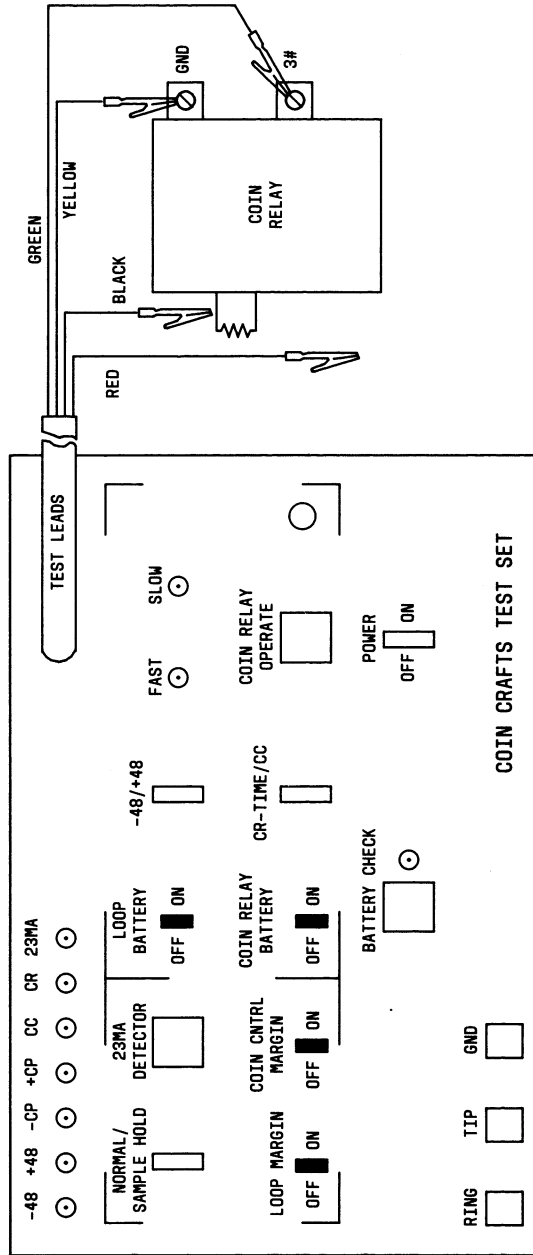 GREEN
YELLOW
GND
3#
COIN
RELAY
BLACK
RED
TEST LEADS
-48 +48 -CP +CP CC CR 23MA
NORMAL/
SAMPLE HOLD
23MA
DETECTOR
LOOP
BATTERY
OFF ON
-48/+48
FAST
SLOW
LOOP MARGIN
OFF ON
COIN CNTRL
MARGIN
OFF ON
COIN RELAY
BATTERY
OFF ON
CR-TIME/CC
COIN RELAY
OPERATE
BATTERY CHECK
POWER
OFF ON
RING TIP GND
COIN CRAFTS TEST SET